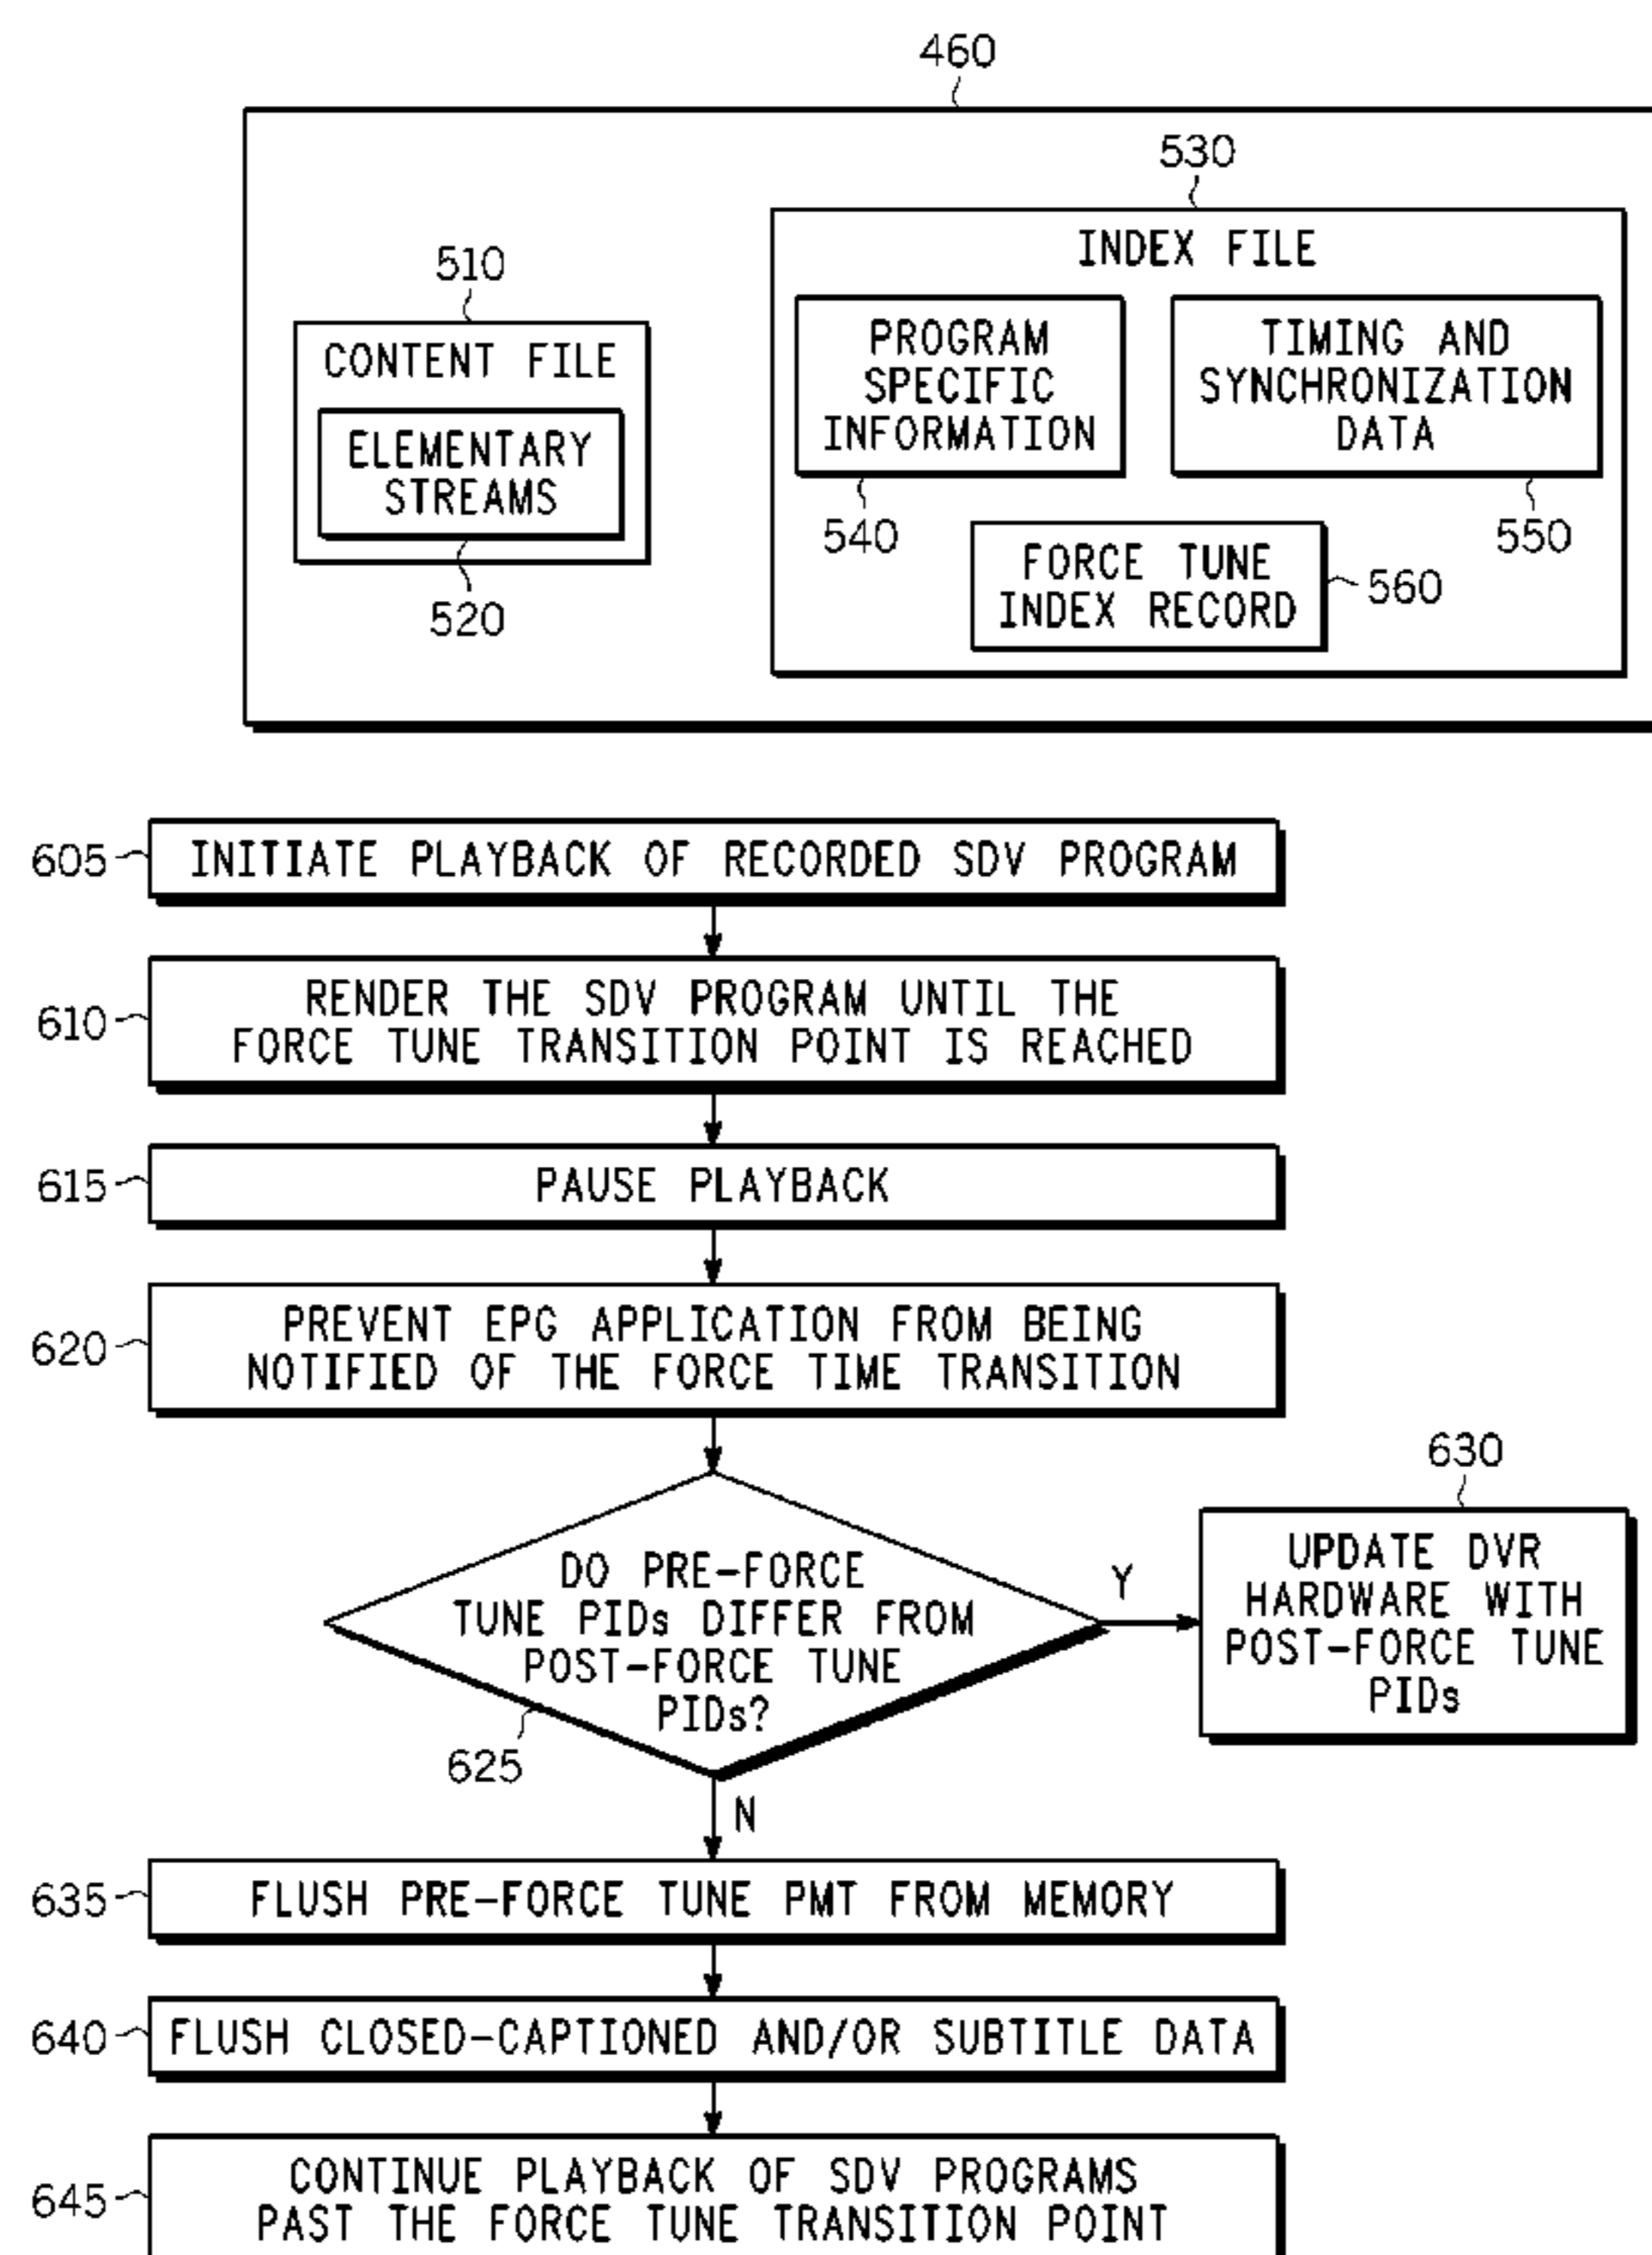 460
530
INDEX FILE
510
CONTENT FILE
ELEMENTARY
STREAMS
520
PROGRAM
SPECIFIC
INFORMATION
540
TIMING AND
SYNCHRONIZATION
DATA
550
FORCE TUNE
INDEX RECORD
560
605
INITIATE PLAYBACK OF RECORDED SDV PROGRAM
610
RENDER THE SDV PROGRAM UNTIL THE
FORCE TUNE TRANSITION POINT IS REACHED
615
PAUSE PLAYBACK
620
PREVENT EPG APPLICATION FROM BEING
NOTIFIED OF THE FORCE TIME TRANSITION
DO PRE-FORCE
TUNE PIDs DIFFER FROM
POST-FORCE TUNE
PIDs?
625
Y
630
UPDATE DVR
HARDWARE WITH
POST-FORCE TUNE
PIDs
N
635
FLUSH PRE-FORCE TUNE PMT FROM MEMORY
640
FLUSH CLOSED-CAPTIONED AND/OR SUBTITLE DATA
645
CONTINUE PLAYBACK OF SDV PROGRAMS
PAST THE FORCE TUNE TRANSITION POINT